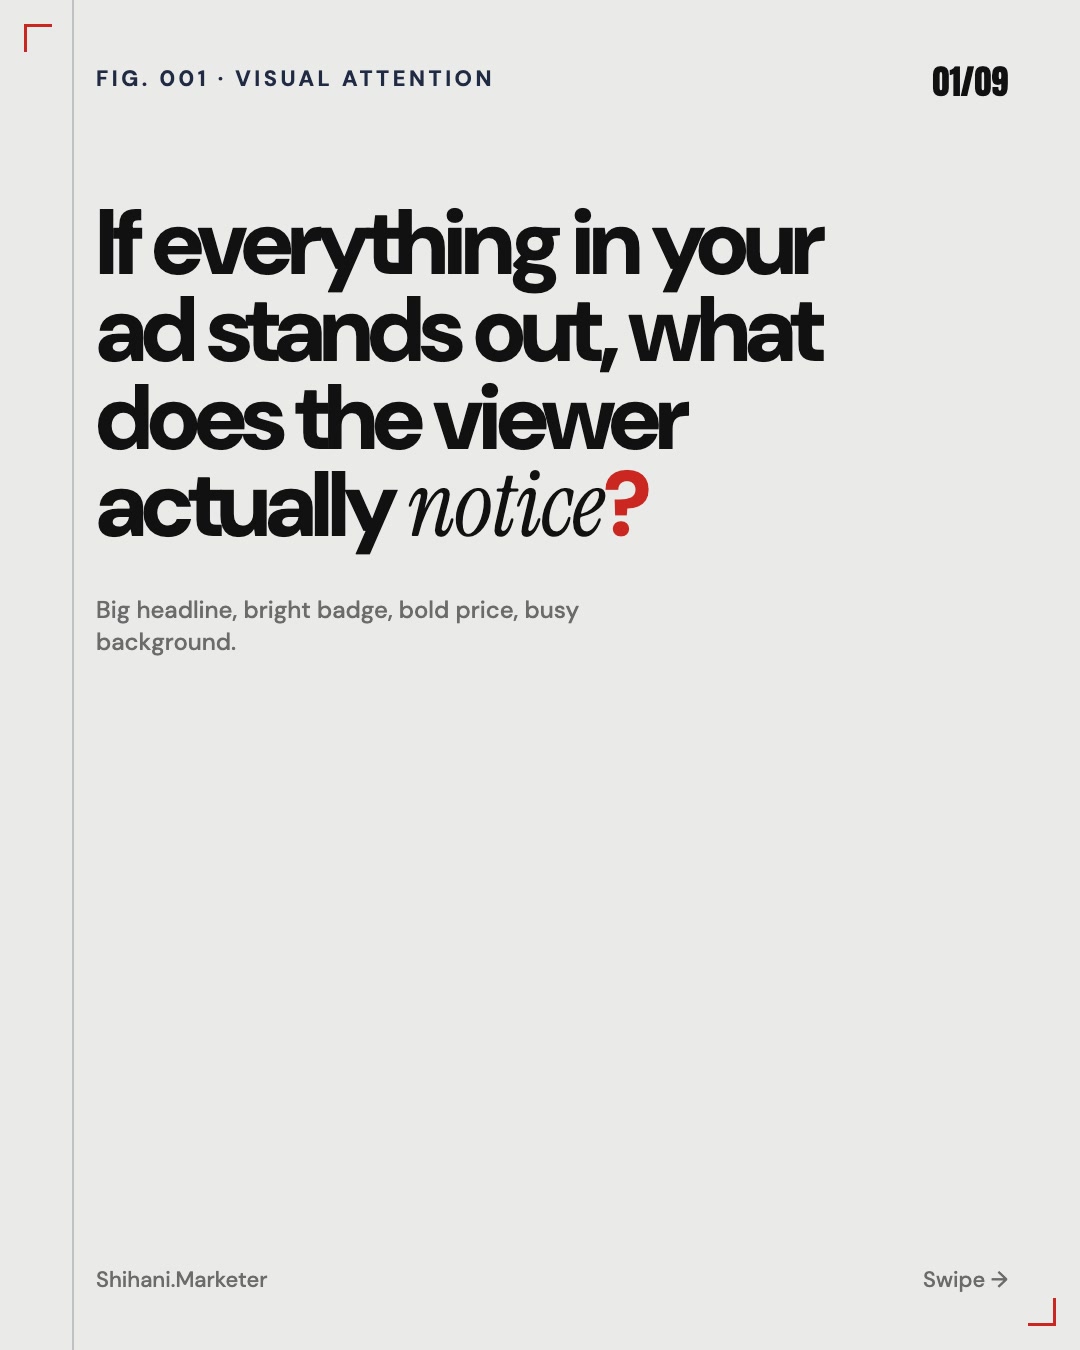 FIG. 001 · VISUAL ATTENTION
01/09
If everything in your
ad stands out, what
does the viewer
actually notice?
Big headline, bright badge, bold price, busy
background.
Shihani.Marketer
Swipe →